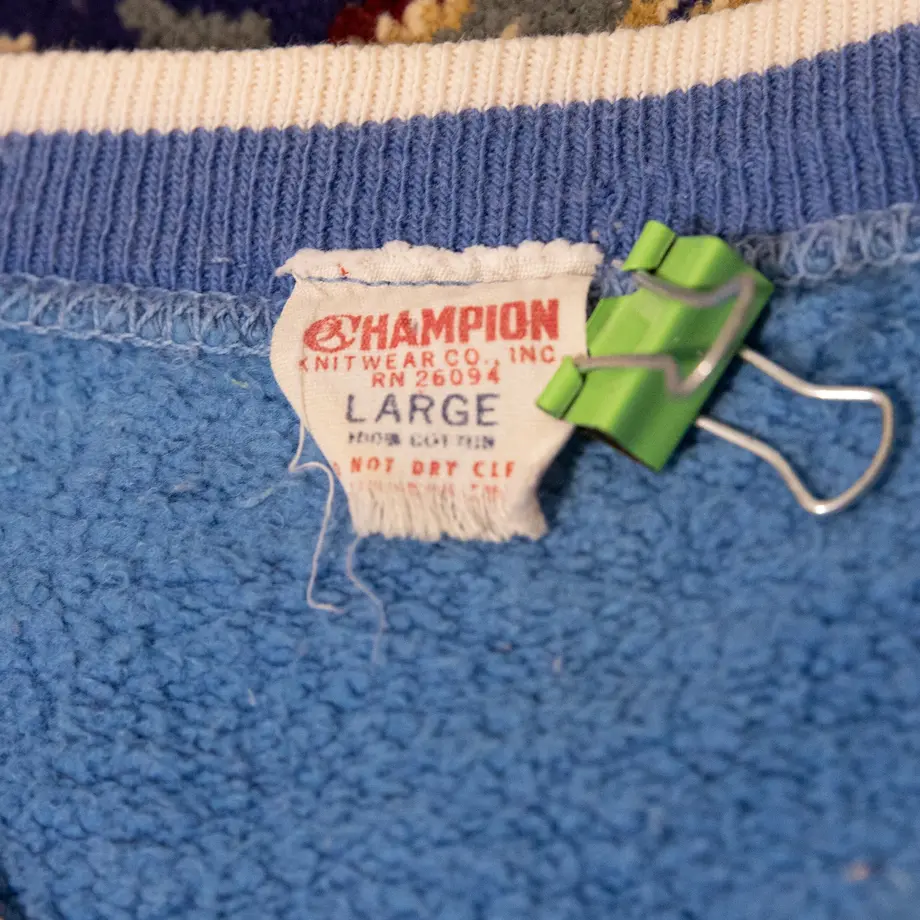 CHAMPION
KNITWEAR CO., INC
RN 26094
LARGE
100% COTTON
NOT DRY CLE